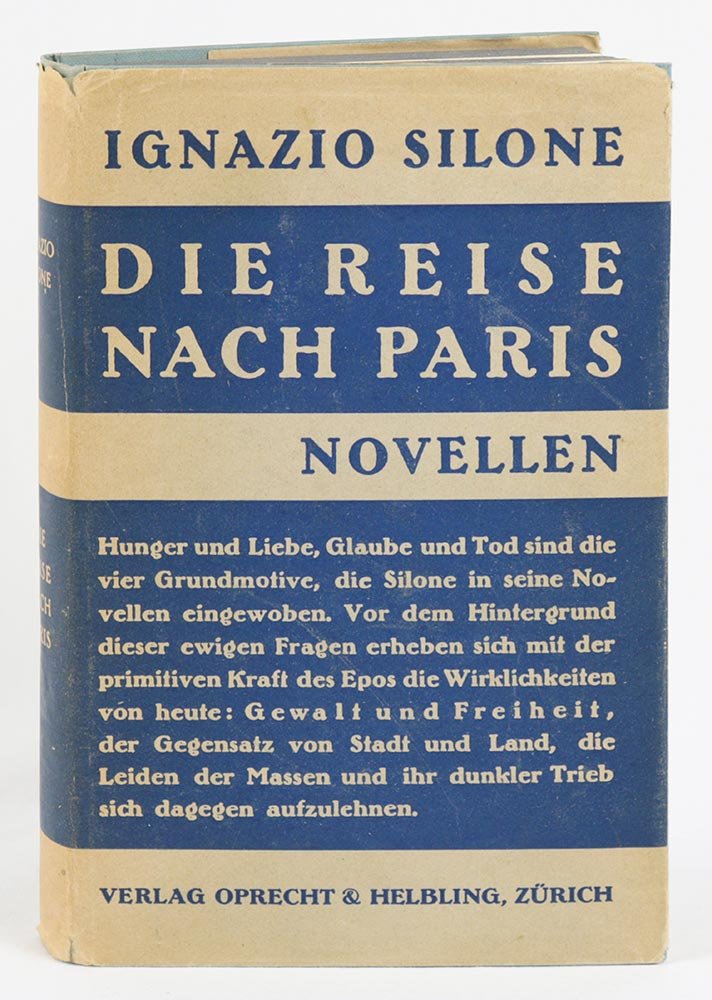 IGNAZIO SILONE
DIE REISE
NACH PARIS
NOVELLEN
Hunger und Liebe, Glaube und Tod sind die
vier Grundmotive, die Silone in seine No-
vellen eingewoben. Vor dem Hintergrund
dieser ewigen Fragen erheben sich mit der
primitiven Kraft des Epos die Wirklichkeiten
von heute: Gewalt und Freiheit,
der Gegensatz von Stadt und Land, die
Leiden der Massen und ihr dunkler Trieb
sich dagegen aufzulehnen.
VERLAG OPRECHT & HELBLING, ZÜRICH